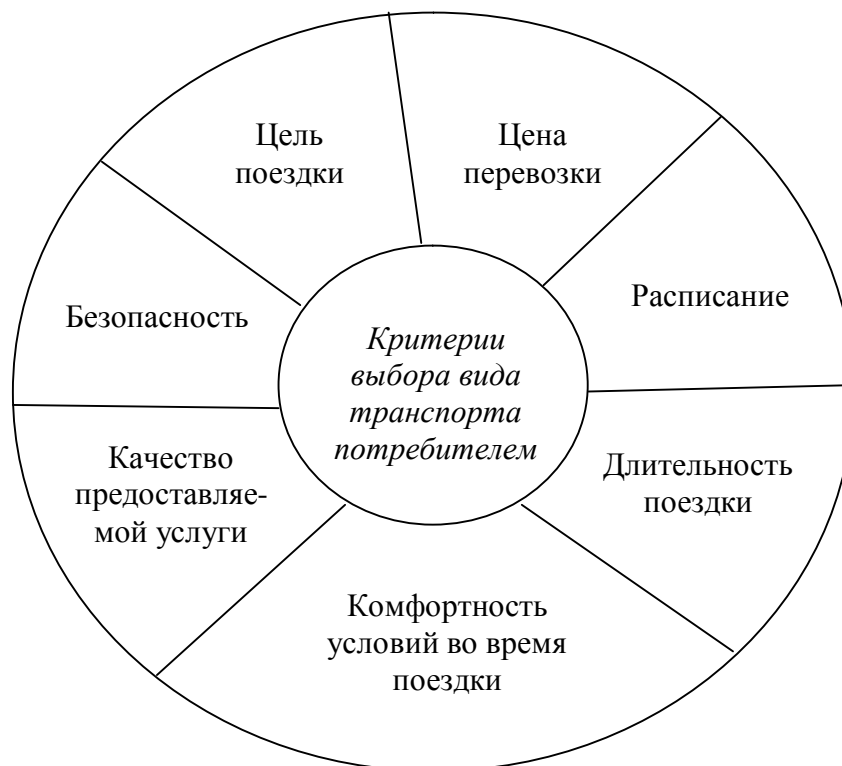 Цель
поездки
Цена
перевозки
Расписание
Безопасность
Критерии
выбора вида
транспорта
потребителем
Качество
предоставляе-
мой услуги
Длительность
поездки
Комфортность
условий во время
поездки